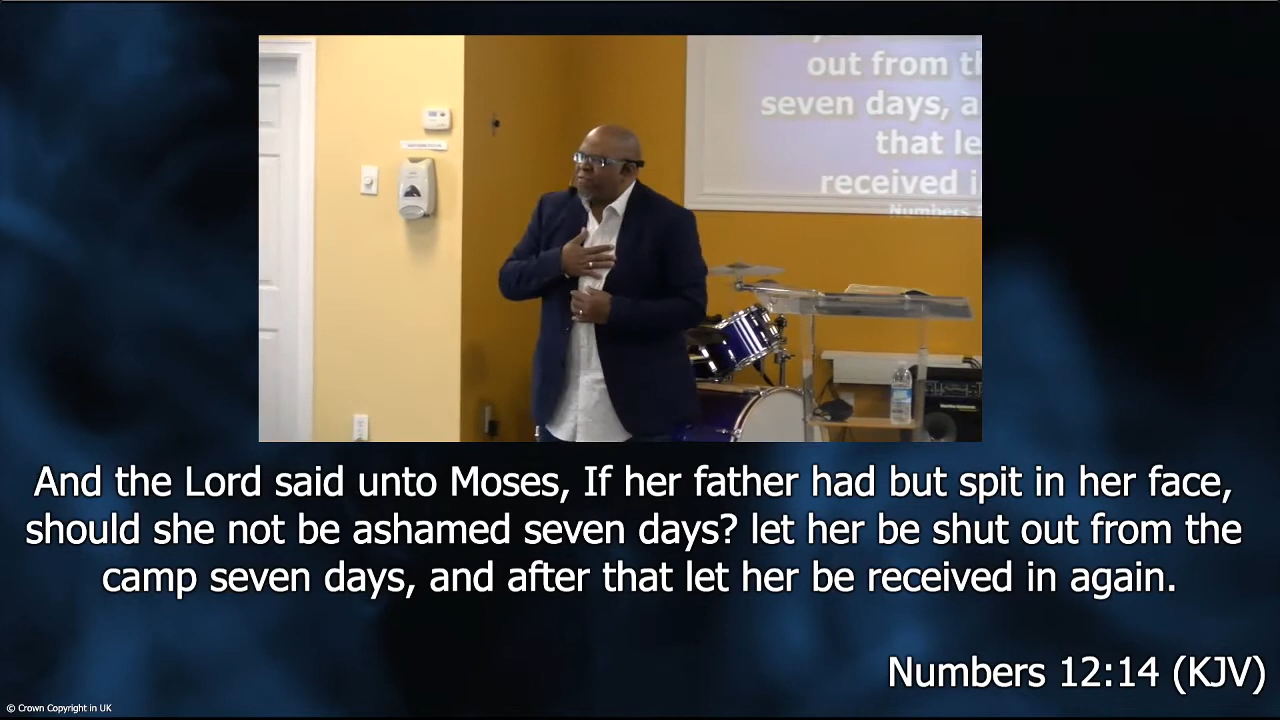 out from
seven days, a
that
received
Numbers
And the Lord said unto Moses, If her father had but spit in her face,
should she not be ashamed seven days? let her be shut out from the
camp seven days, and after that let her be received in again.
Numbers 12:14 (KJV)
© Crown Copyright in UK